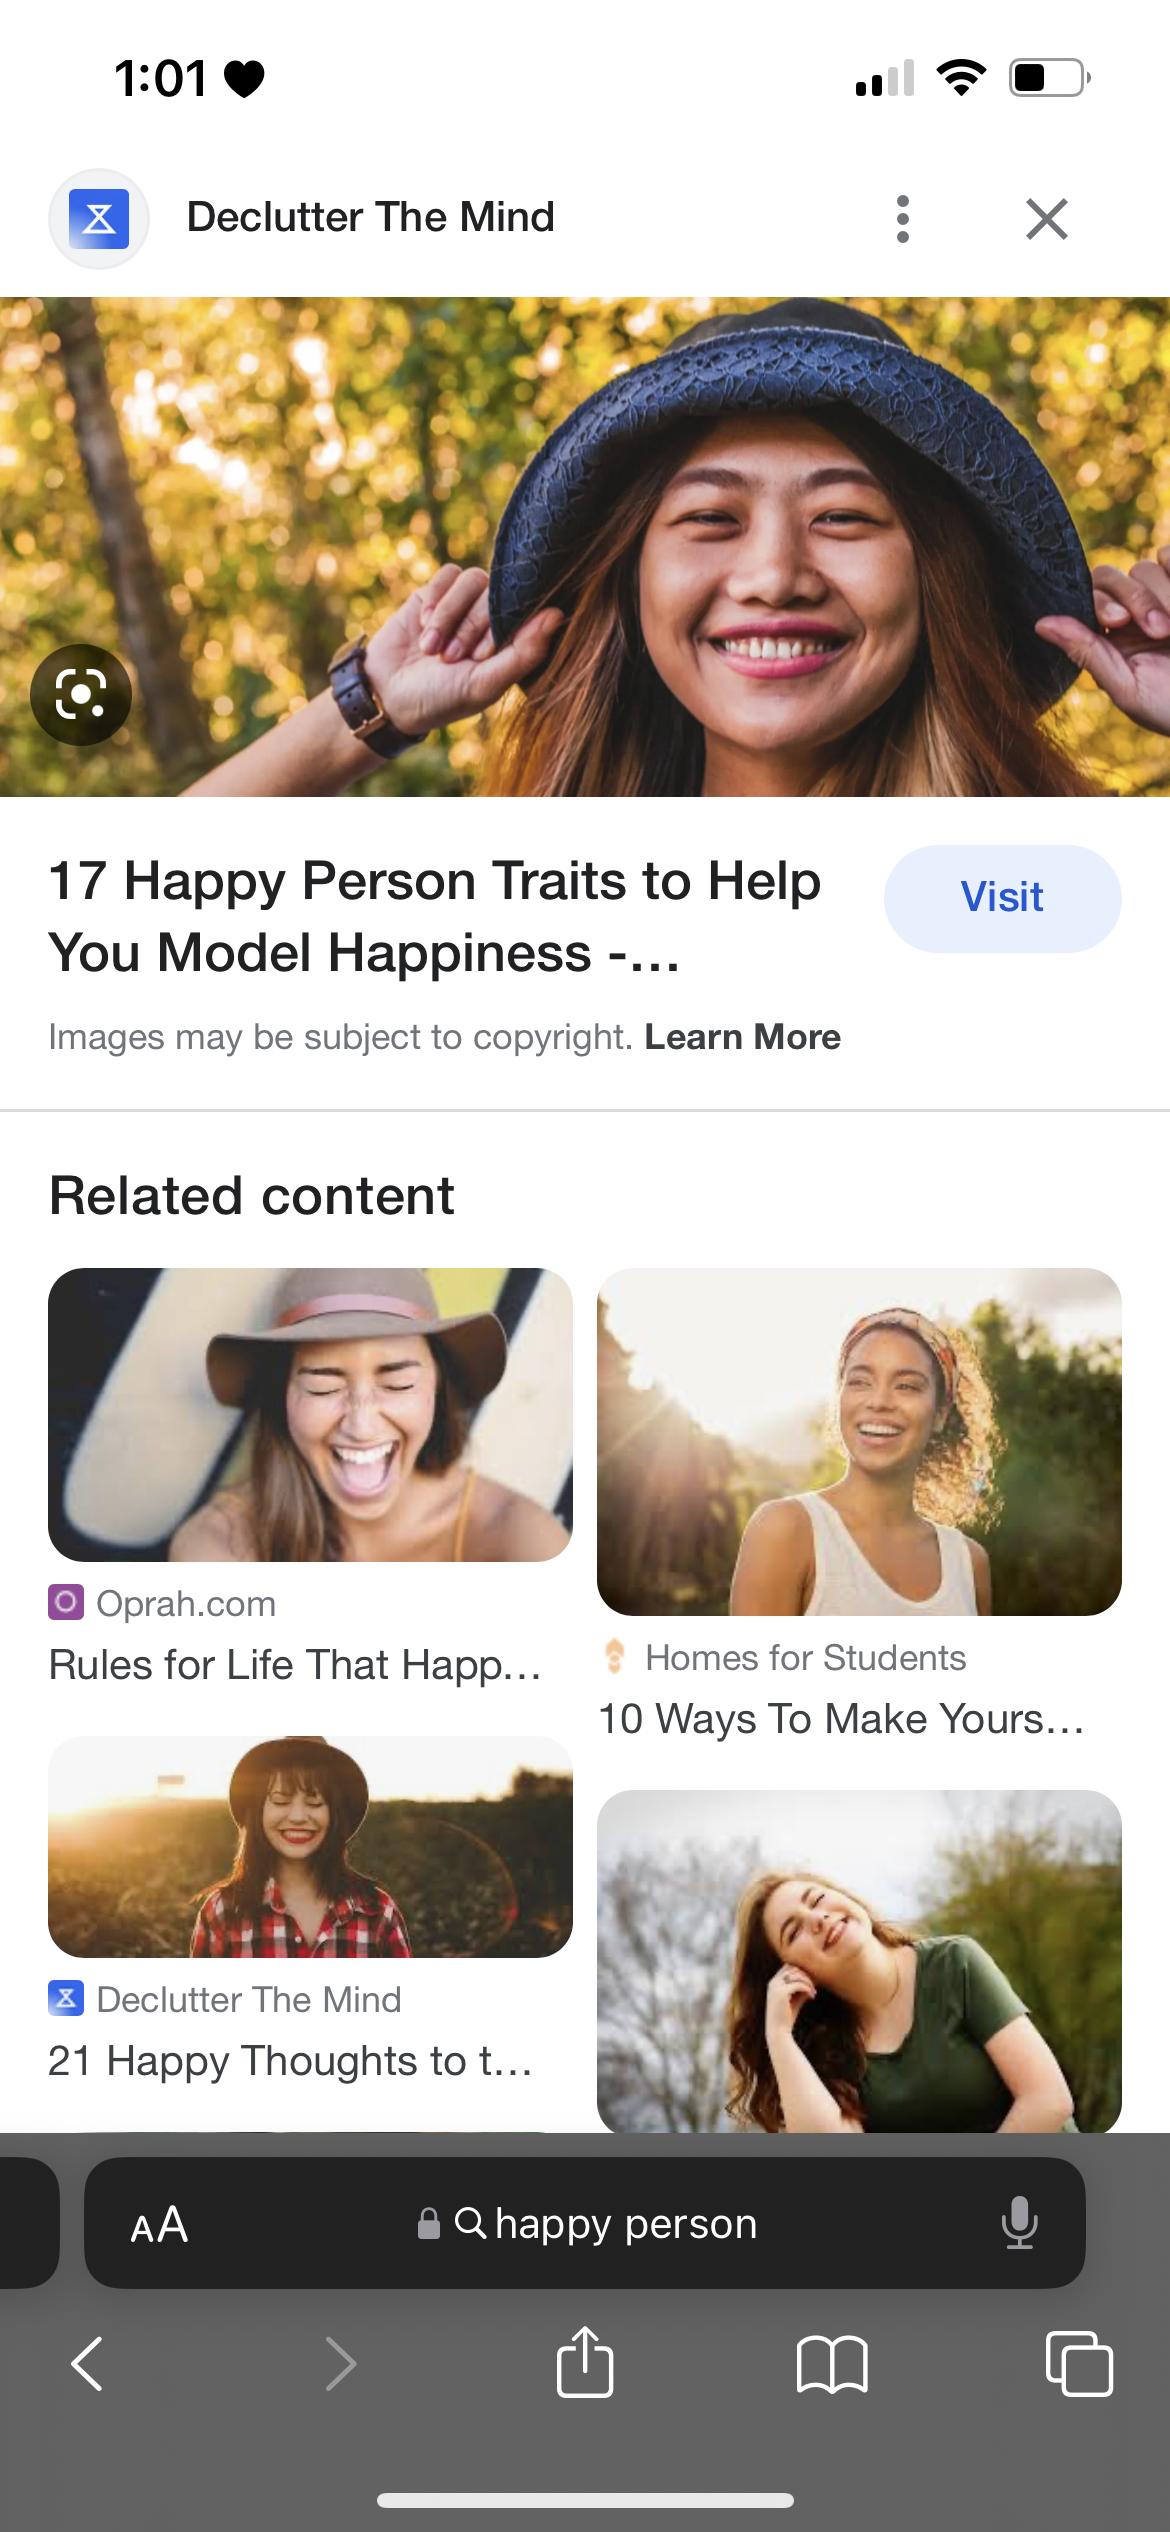 1:01
Declutter The Mind
17 Happy Person Traits to Help
You Model Happiness -...
Visit
Images may be subject to copyright. Learn More
Related content
Oprah.com
Rules for Life That Happ...
Homes for Students
10 Ways To Make Yours...
Declutter The Mind
21 Happy Thoughts to t...
AA
happy person